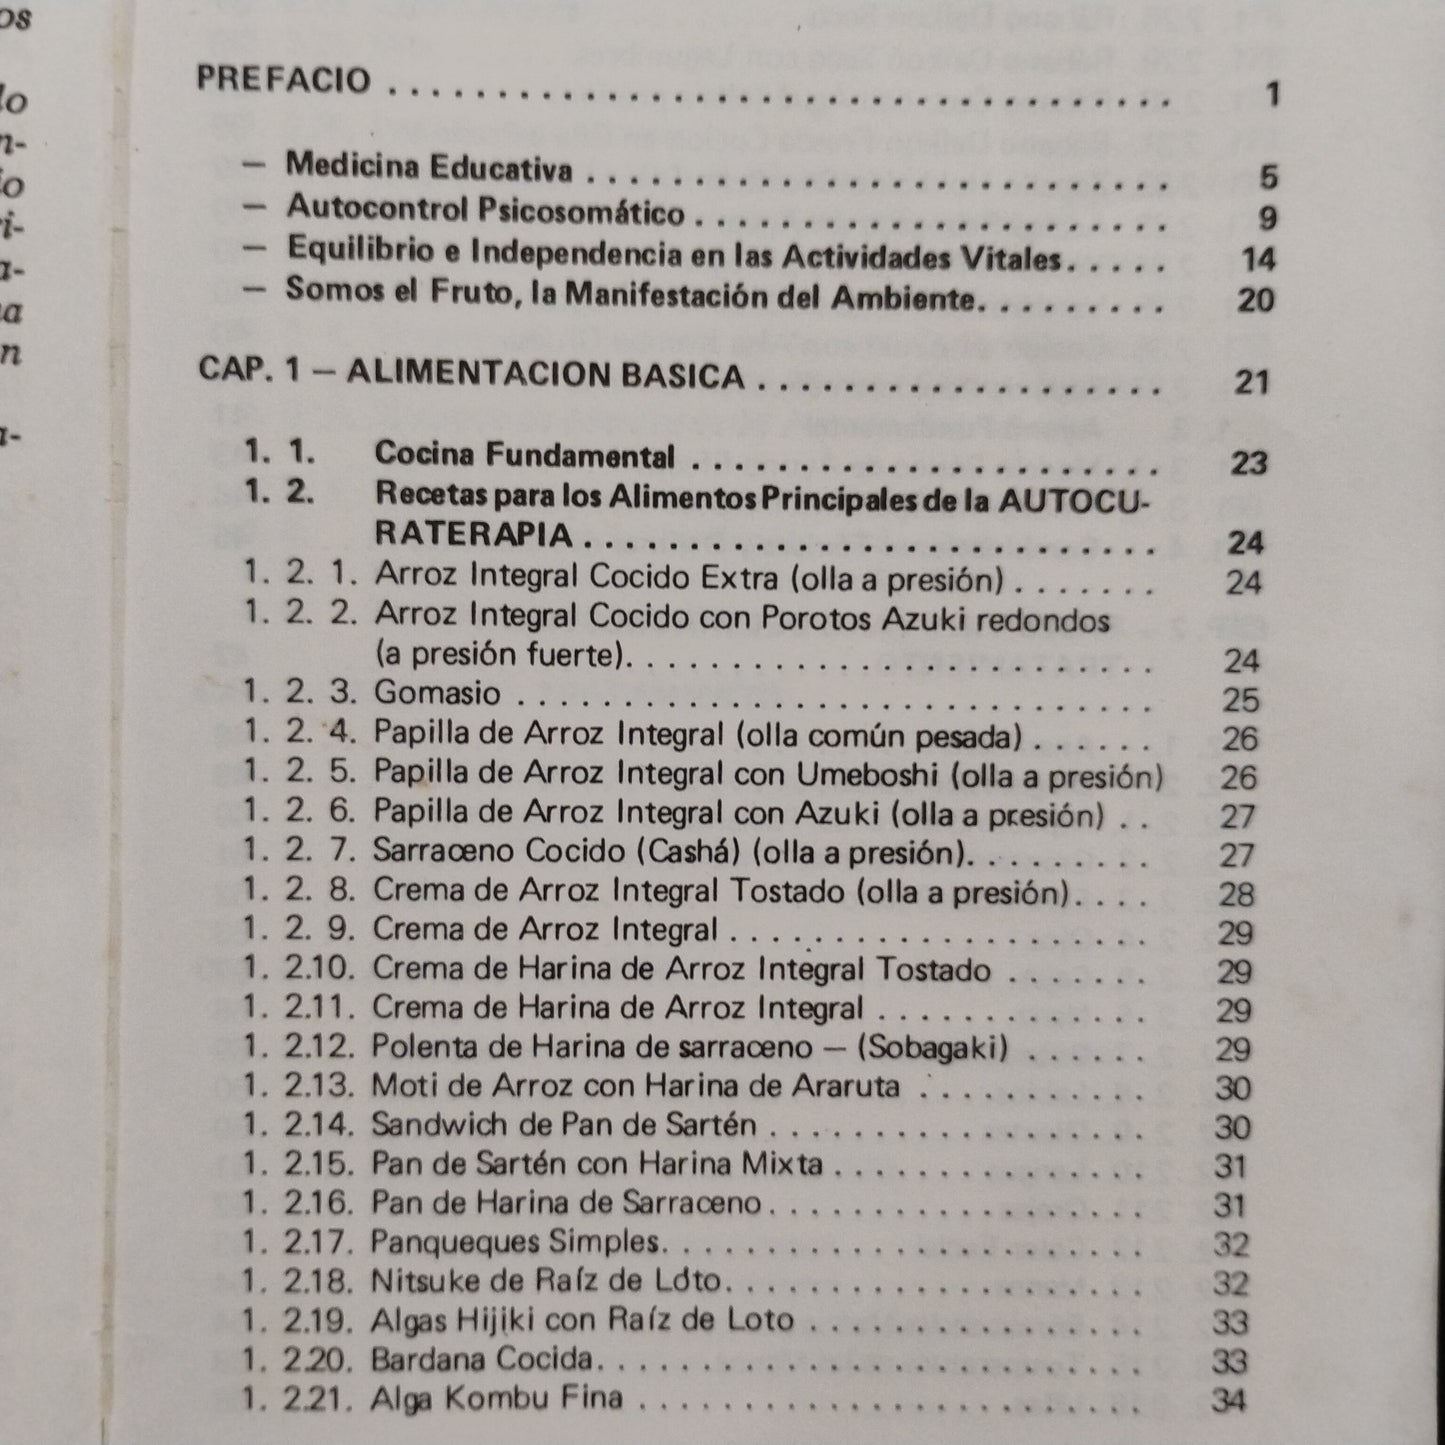 os
lo
n-
io
ri-
a-
na
n
a-
PREFACIO . . . . . . . . . . . . . . . . . . . . . . . . . . . 1
— Medicina Educativa . . . . . . . . . . . . . . . . . . . . 5
— Autocontrol Psicosomático . . . . . . . . . . . . . . . . 9
— Equilibrio e Independencia en las Actividades Vitales. . . . . 14
— Somos el Fruto, la Manifestación del Ambiente. . . . . . . . . 20
CAP. 1 — ALIMENTACION BASICA . . . . . . . . . . . . . . . . . . . 21
1. 1. Cocina Fundamental . . . . . . . . . . . . . . . . . . . . . . 23
1. 2. Recetas para los Alimentos Principales de la AUTOCU-
RATERAPIA . . . . . . . . . . . . . . . . . . . . . . . . . . . 24
1. 2. 1. Arroz Integral Cocido Extra (olla a presión) . . . . . . . 24
1. 2. 2. Arroz Integral Cocido con Porotos Azuki redondos
(a presión fuerte). . . . . . . . . . . . . . . . . . . . . . . . . 24
1. 2. 3. Gomasio . . . . . . . . . . . . . . . . . . . . . . . . . . . . . . 25
1. 2. 4. Papilla de Arroz Integral (olla común pesada) . . . . . . 26
1. 2. 5. Papilla de Arroz Integral con Umeboshi (olla a presión) 26
1. 2. 6. Papilla de Arroz Integral con Azuki (olla a presión) . . 27
1. 2. 7. Sarraceno Cocido (Cashá) (olla a presión). . . . . . . . . 27
1. 2. 8. Crema de Arroz Integral Tostado (olla a presión). . . . 28
1. 2. 9. Crema de Arroz Integral . . . . . . . . . . . . . . . . . . . . 29
1. 2.10. Crema de Harina de Arroz Integral Tostado . . . . . . . 29
1. 2.11. Crema de Harina de Arroz Integral . . . . . . . . . . . . . 29
1. 2.12. Polenta de Harina de sarraceno — (Sobagaki) . . . . . . 29
1. 2.13. Moti de Arroz con Harina de Araruta . . . . . . . . . . . 30
1. 2.14. Sandwich de Pan de Sartén . . . . . . . . . . . . . . . . . . 30
1. 2.15. Pan de Sartén con Harina Mixta . . . . . . . . . . . . . . . 31
1. 2.16. Pan de Harina de Sarraceno. . . . . . . . . . . . . . . . . . 31
1. 2.17. Panqueques Simples. . . . . . . . . . . . . . . . . . . . . . . 32
1. 2.18. Nitsuke de Raíz de Lóto. . . . . . . . . . . . . . . . . . . . 32
1. 2.19. Algas Hijiki con Raíz de Loto . . . . . . . . . . . . . . . . 33
1. 2.20. Bardana Cocida. . . . . . . . . . . . . . . . . . . . . . . . . . 33
1. 2.21. Alga Kombu Fina . . . . . . . . . . . . . . . . . . . . . . . . 34